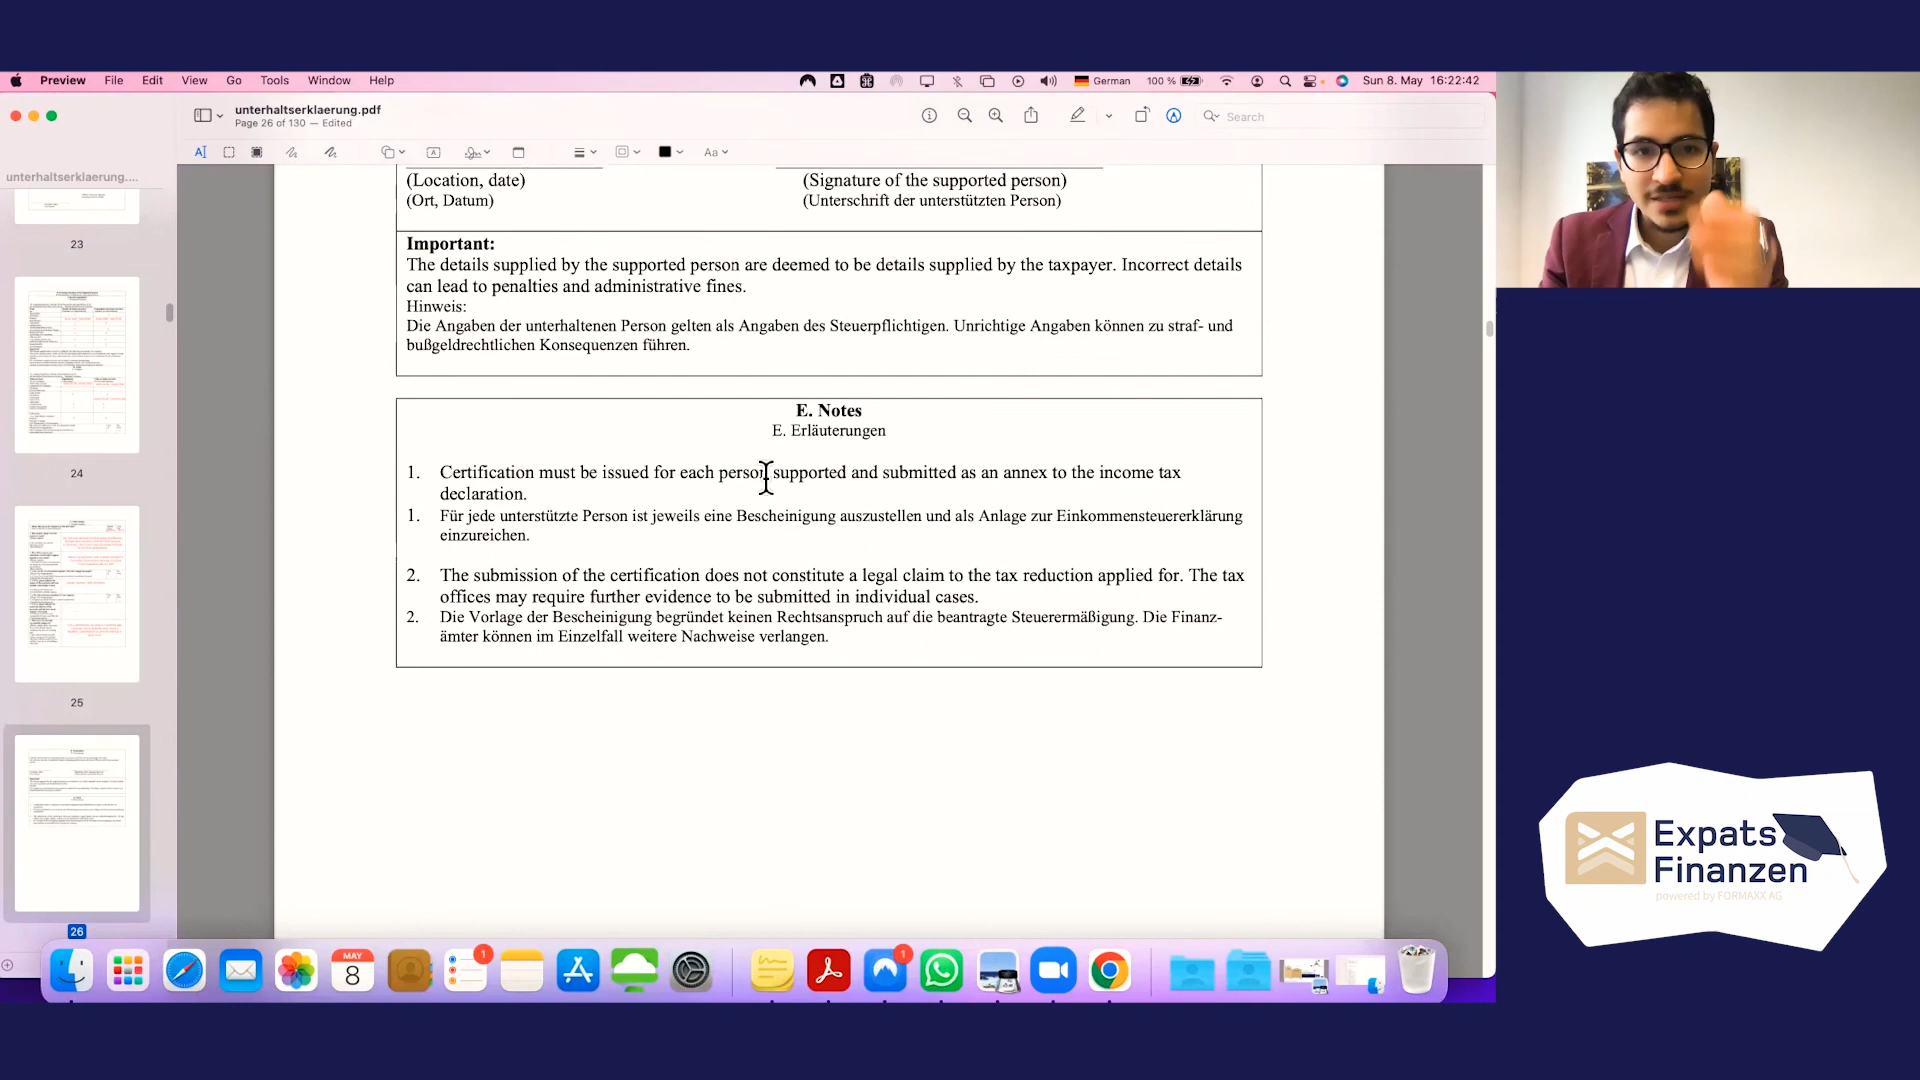 Preview File Edit View Go Tools Window Help
German 100 % Sun 8. May 16:22:42
unterhaltserklaerung.pdf
Page 26 of 130 — Edited
Search
Aa
unterhaltserklaerung....
23
24
25
26
(Location, date) (Signature of the supported person)
(Ort, Datum) (Unterschrift der unterstützten Person)
Important:
The details supplied by the supported person are deemed to be details supplied by the taxpayer. Incorrect details
can lead to penalties and administrative fines.
Hinweis:
Die Angaben der unterhaltenen Person gelten als Angaben des Steuerpflichtigen. Unrichtige Angaben können zu straf- und
bußgeldrechtlichen Konsequenzen führen.
E. Notes
E. Erläuterungen
1. Certification must be issued for each person supported and submitted as an annex to the income tax
declaration.
1. Für jede unterstützte Person ist jeweils eine Bescheinigung auszustellen und als Anlage zur Einkommensteuererklärung
einzureichen.
2. The submission of the certification does not constitute a legal claim to the tax reduction applied for. The tax
offices may require further evidence to be submitted in individual cases.
2. Die Vorlage der Bescheinigung begründet keinen Rechtsanspruch auf die beantragte Steuerermäßigung. Die Finanz-
ämter können im Einzelfall weitere Nachweise verlangen.
MAY
8
1
1
Expats
Finanzen
powered by FORMAXX AG